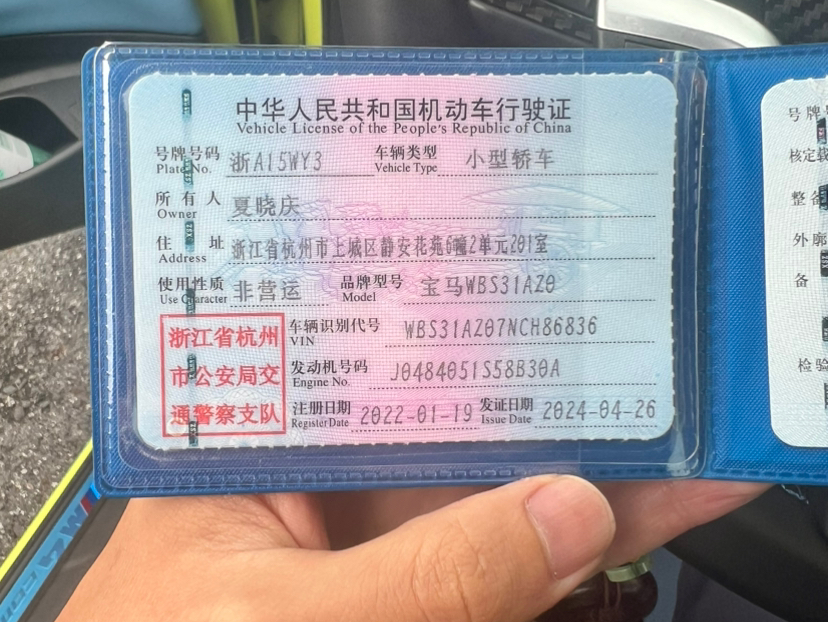 中华人民共和国机动车行驶证
Vehicle License of the People's Republic of China
号牌号码 浙A15WY3 车辆类型 小型轿车
Plate No. Vehicle Type
所有人 夏晓庆
Owner
住址 浙江省杭州市上城区静安花苑6幢2单元201室
Address
使用性质 非营运 品牌型号 宝马WBS31AZ0
Use Character Model
浙江省杭州
市公安局交
通警察支队
车辆识别代号 WBS31AZ07NCH86836
VIN
发动机号码 J0484051S58B30A
Engine No.
注册日期 2022-01-19 发证日期 2024-04-26
Register Date Issue Date
号牌
核定载
整备
外廓
备
检验
M4